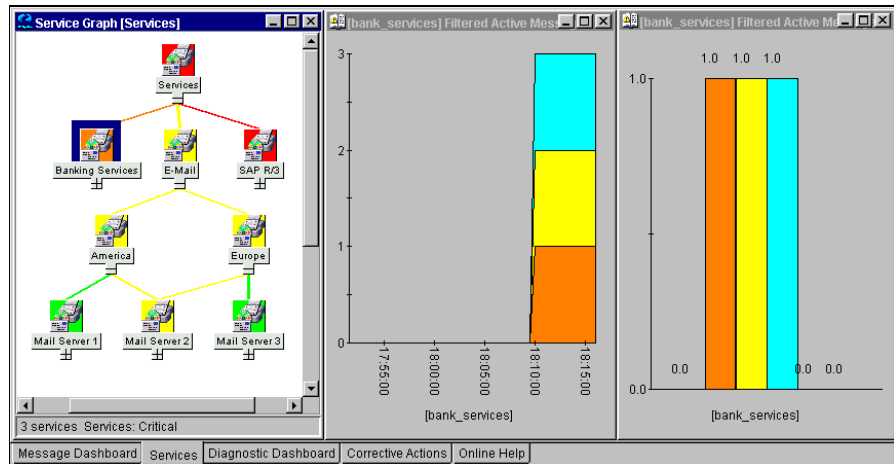 Service Graph [Services]
Services
Banking Services
E-Mail
SAP R/3
America
Europe
Mail Server 1
Mail Server 2
Mail Server 3
3 services Services: Critical
[bank_services] Filtered Active Mess
3
2
1
0
17:55:00
18:00:00
18:05:00
18:10:00
18:15:00
[bank_services]
[bank_services] Filtered Active Me
1.0 1.0 1.0
1.0
0.0 0.0 0.0
0.0
[bank_services]
Message Dashboard
Services
Diagnostic Dashboard
Corrective Actions
Online Help